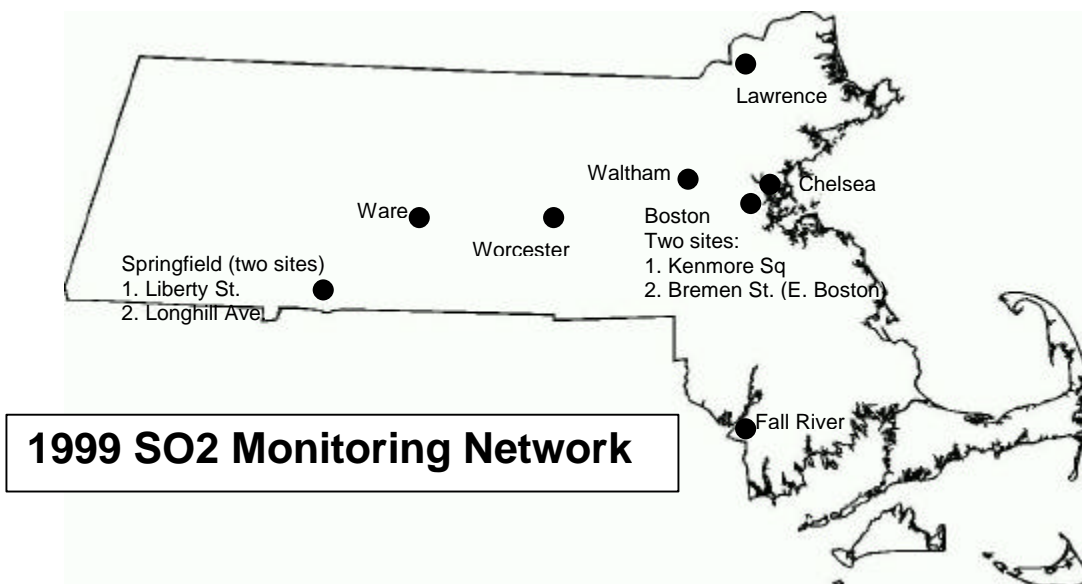 Lawrence
Waltham
Chelsea
Ware
Worcester
Boston
Two sites:
1. Kenmore Sq
2. Bremen St. (E. Boston)
Springfield (two sites)
1. Liberty St.
2. Longhill Ave
Fall River
1999 SO2 Monitoring Network